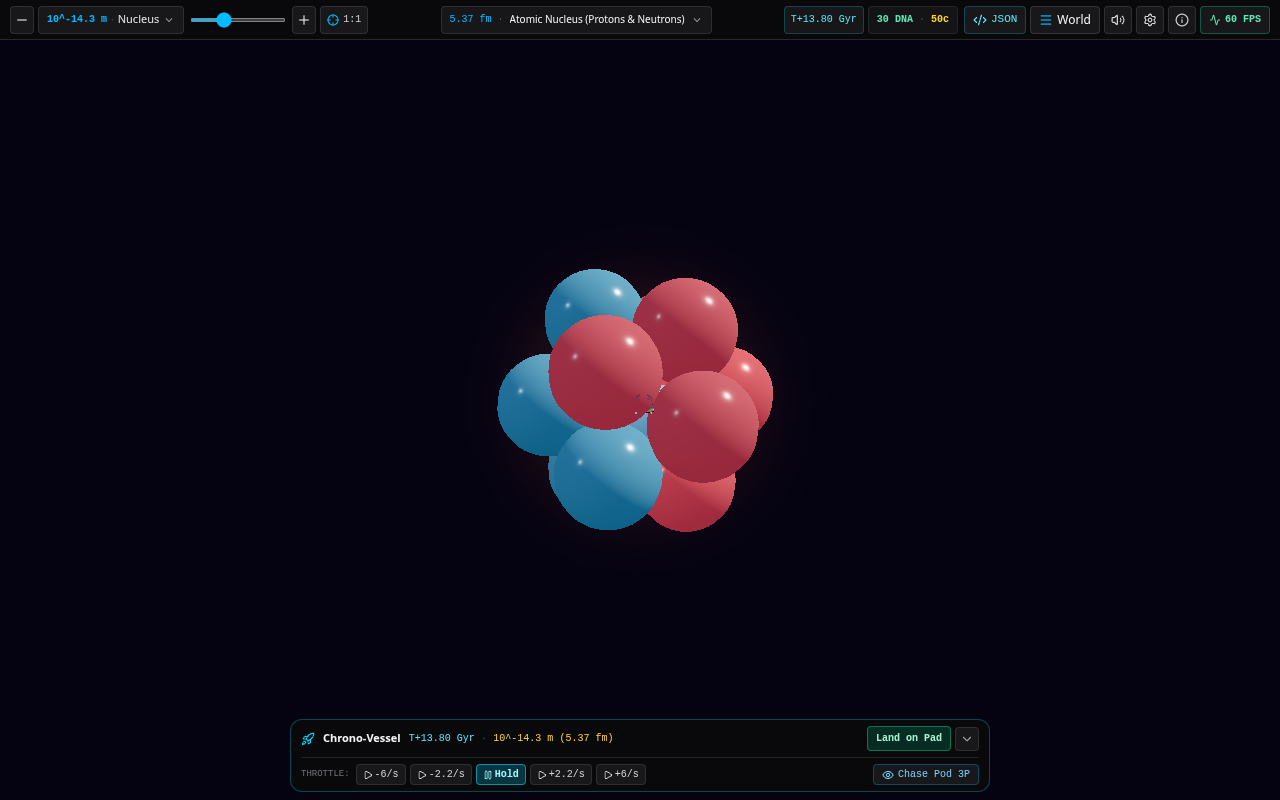 10^-14.3 m · Nucleus 1:1 5.37 fm · Atomic Nucleus (Protons & Neutrons) T+13.80 Gyr 30 DNA · 50c JSON World 60 FPS
Chrono-Vessel T+13.80 Gyr · 10^-14.3 m (5.37 fm) Land on Pad
THROTTLE: -6/s -2.2/s Hold +2.2/s +6/s Chase Pod 3P